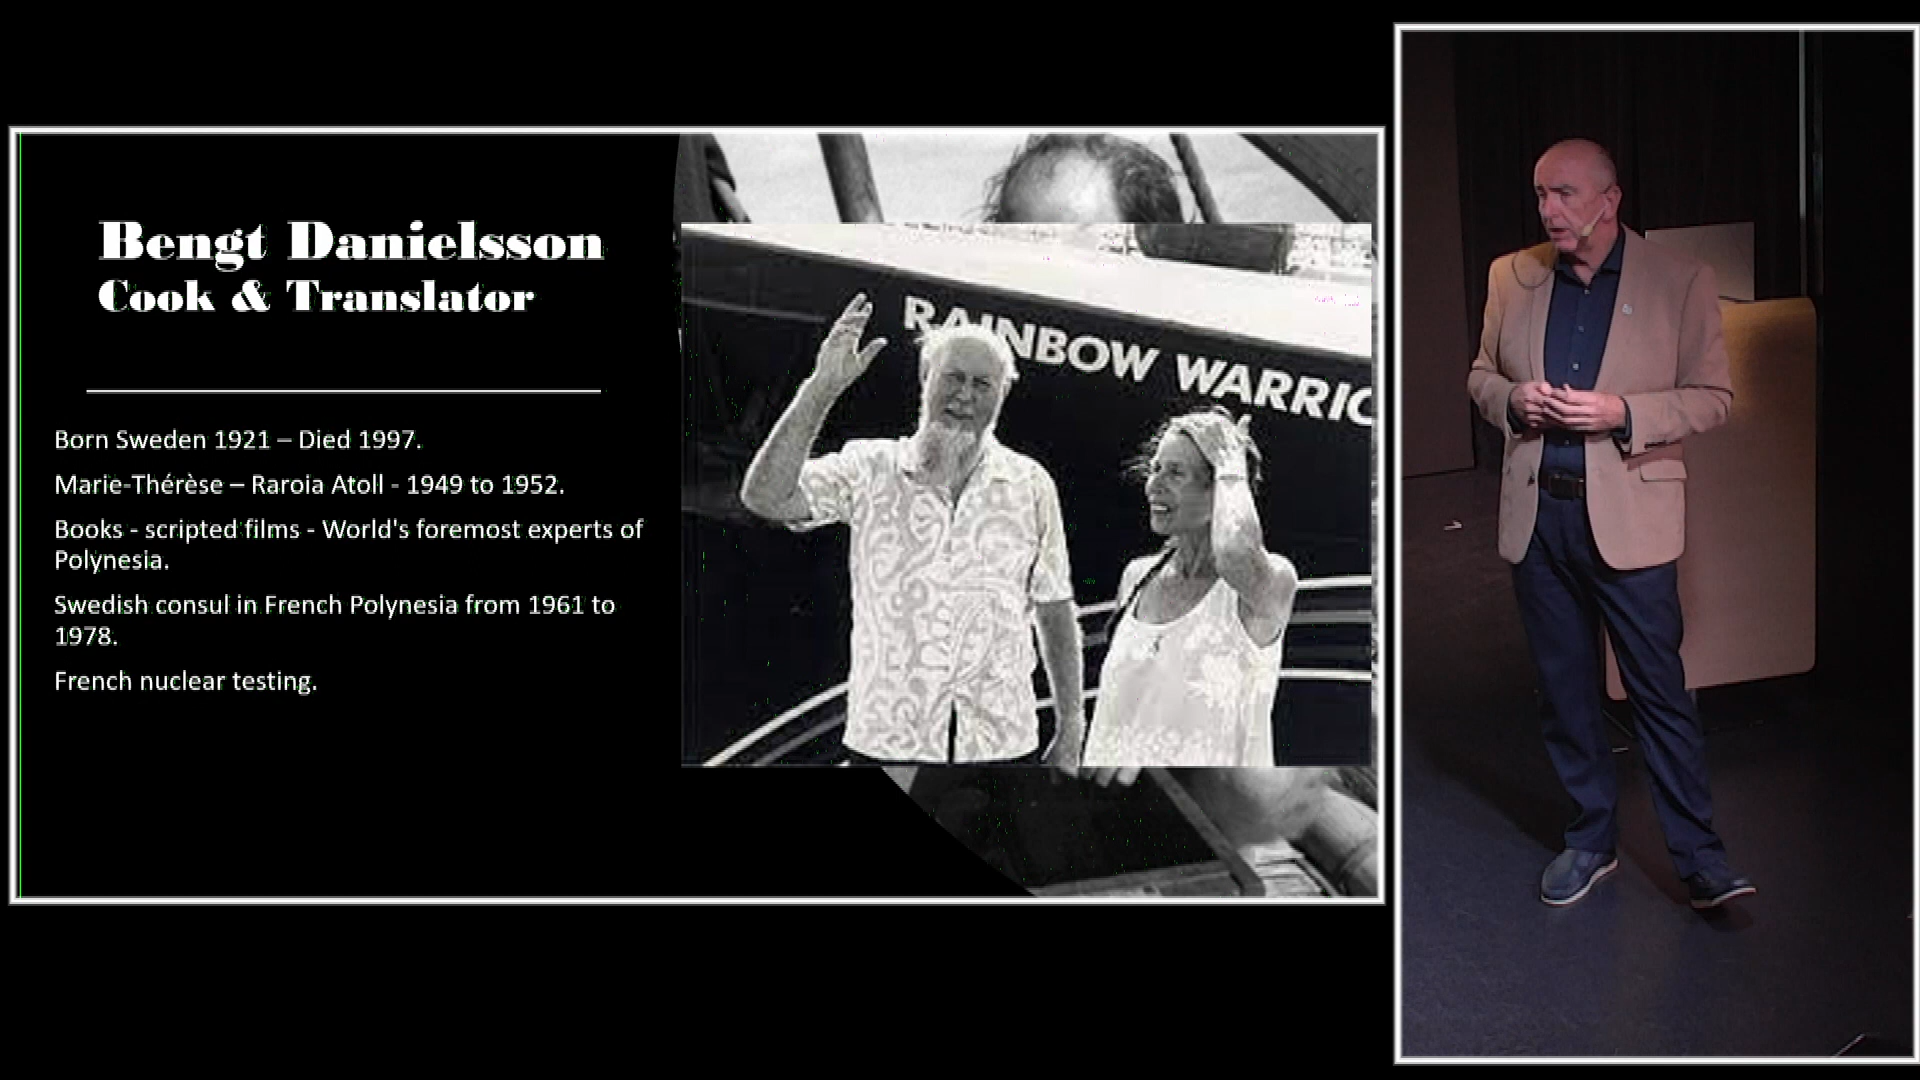 Bengt Danielsson
Cook & Translator
Born Sweden 1921 – Died 1997.
Marie-Thérèse – Raroia Atoll - 1949 to 1952.
Books - scripted films - World's foremost experts of
Polynesia.
Swedish consul in French Polynesia from 1961 to
1978.
French nuclear testing.
RAINBOW WARRIO